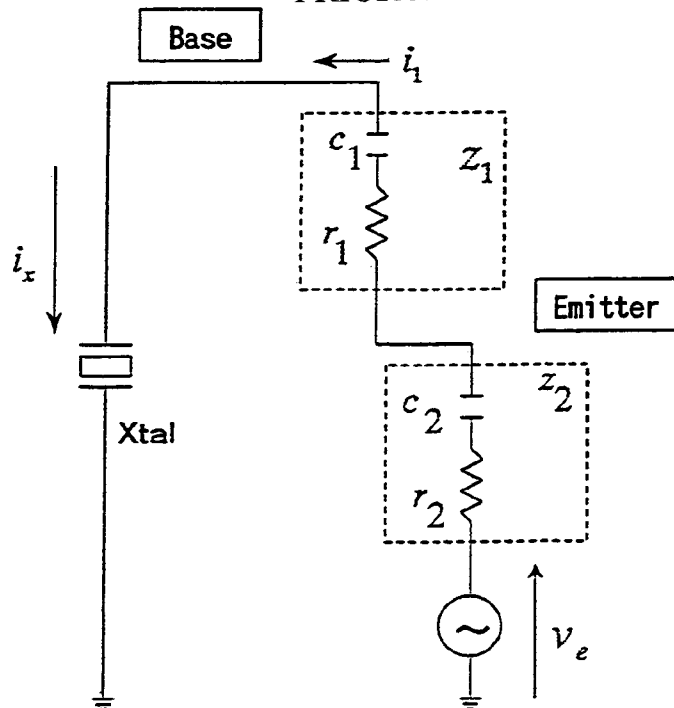 Base
i₁
c₁
z₁
r₁
iₓ
Emitter
z₂
c₂
Xtal
r₂
~
vₑ